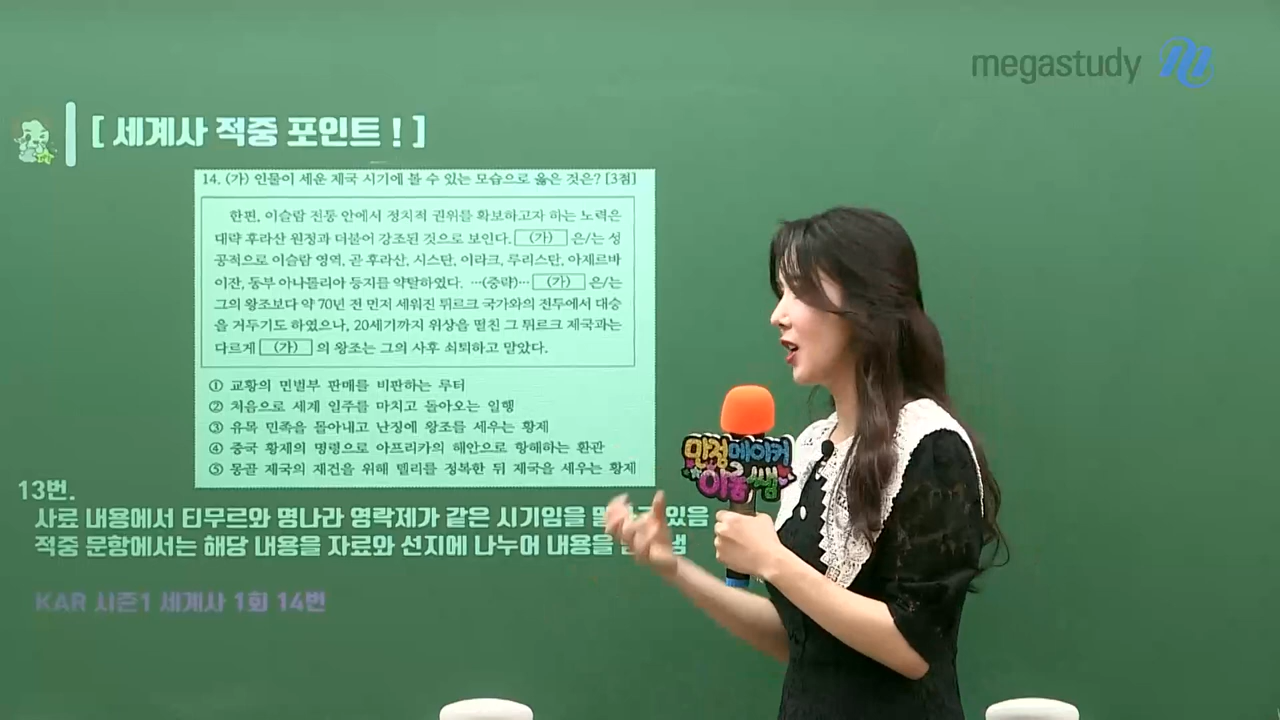 megastudy
[ 세계사 적중 포인트 ! ]
14. (가) 인물이 세운 제국 시기에 볼 수 있는 모습으로 옳은 것은? [3점]
한편, 이슬람 전통 안에서 정치적 권위를 확보하고자 하는 노력은
대략 후라산 원정과 더불어 강조된 것으로 보인다. (가) 은/는 성
공적으로 이슬람 영역, 곧 후라산, 시스탄, 이라크, 루리스탄, 아제르바
이잔, 동부 아나톨리아 등지를 약탈하였다. …(중략)… (가) 은/는
그의 왕조보다 약 70년 전 먼저 세워진 튀르크 국가와의 전투에서 대승
을 거두기도 하였으나, 20세기까지 위상을 떨친 그 튀르크 제국과는
다르게 (가) 의 왕조는 그의 사후 쇠퇴하고 말았다.
① 교황의 면벌부 판매를 비판하는 루터
② 처음으로 세계 일주를 마치고 돌아오는 일행
③ 유목 민족을 몰아내고 난징에 왕조를 세우는 황제
④ 중국 황제의 명령으로 아프리카의 해안으로 항해하는 환관
⑤ 몽골 제국의 재건을 위해 델리를 정복한 뒤 제국을 세우는 황제
만점메이커
이송쌤
13번.
사료 내용에서 티무르와 명나라 영락제가 같은 시기임을 있음
적중 문항에서는 해당 내용을 자료와 선지에 나누어 내용을
KAR 시즌1 세계사 1회 14번